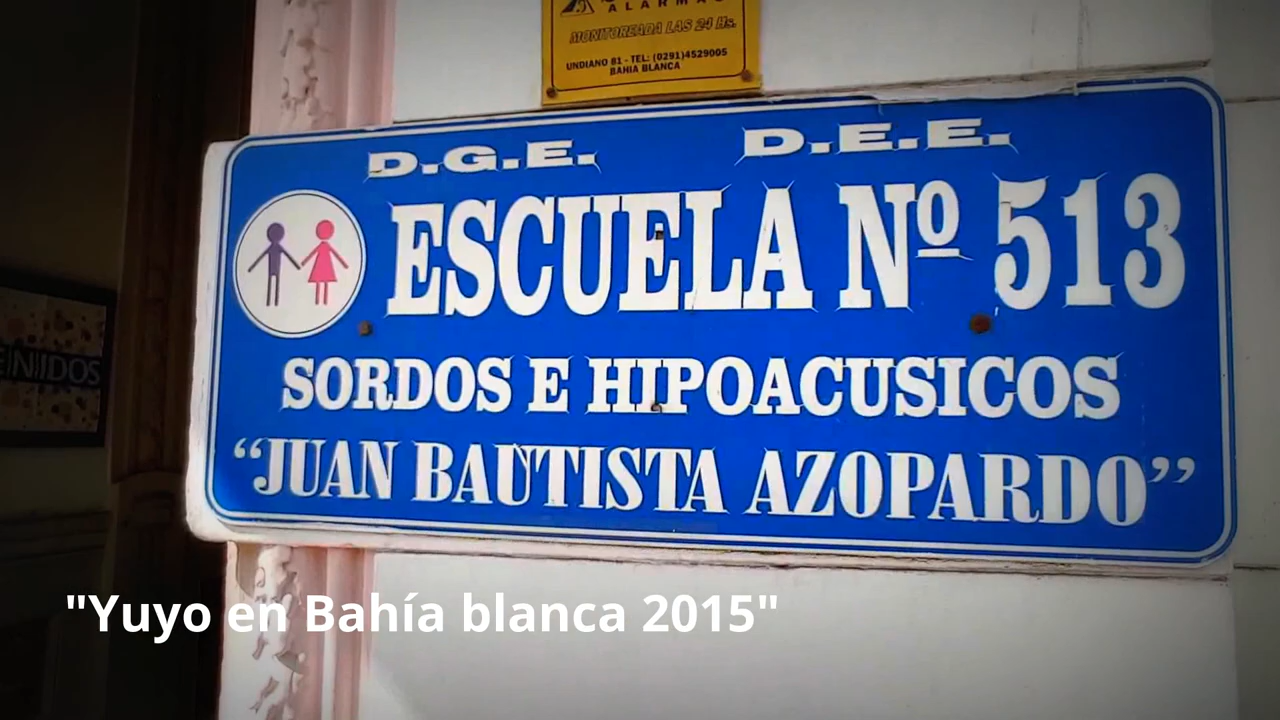 ALARMAS
MONITOREADA LAS 24 Hs.
UNDIANO 81 - TEL: (0291)4529005
BAHIA BLANCA
D.G.E. D.E.E.
ESCUELA Nº 513
SORDOS E HIPOACUSICOS
“JUAN BAUTISTA AZOPARDO”
"Yuyo en Bahía blanca 2015"